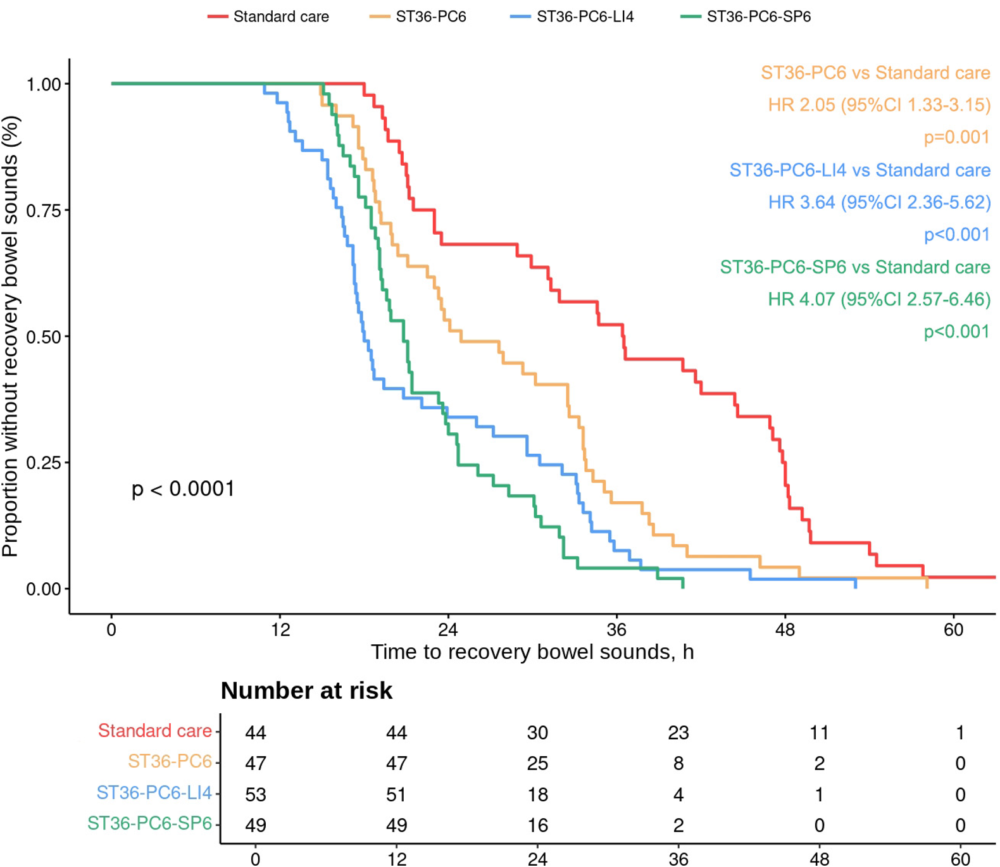 Standard care ST36-PC6 ST36-PC6-LI4 ST36-PC6-SP6
ST36-PC6 vs Standard care
HR 2.05 (95%CI 1.33-3.15)
p=0.001
ST36-PC6-LI4 vs Standard care
HR 3.64 (95%CI 2.36-5.62)
p<0.001
ST36-PC6-SP6 vs Standard care
HR 4.07 (95%CI 2.57-6.46)
p<0.001
Proportion without recovery bowel sounds (%)
1.00
0.75
0.50
0.25
0.00
p < 0.0001
0 12 24 36 48 60
Time to recovery bowel sounds, h
Number at risk
Standard care 44 44 30 23 11 1
ST36-PC6 47 47 25 8 2 0
ST36-PC6-LI4 53 51 18 4 1 0
ST36-PC6-SP6 49 49 16 2 0 0
0 12 24 36 48 60